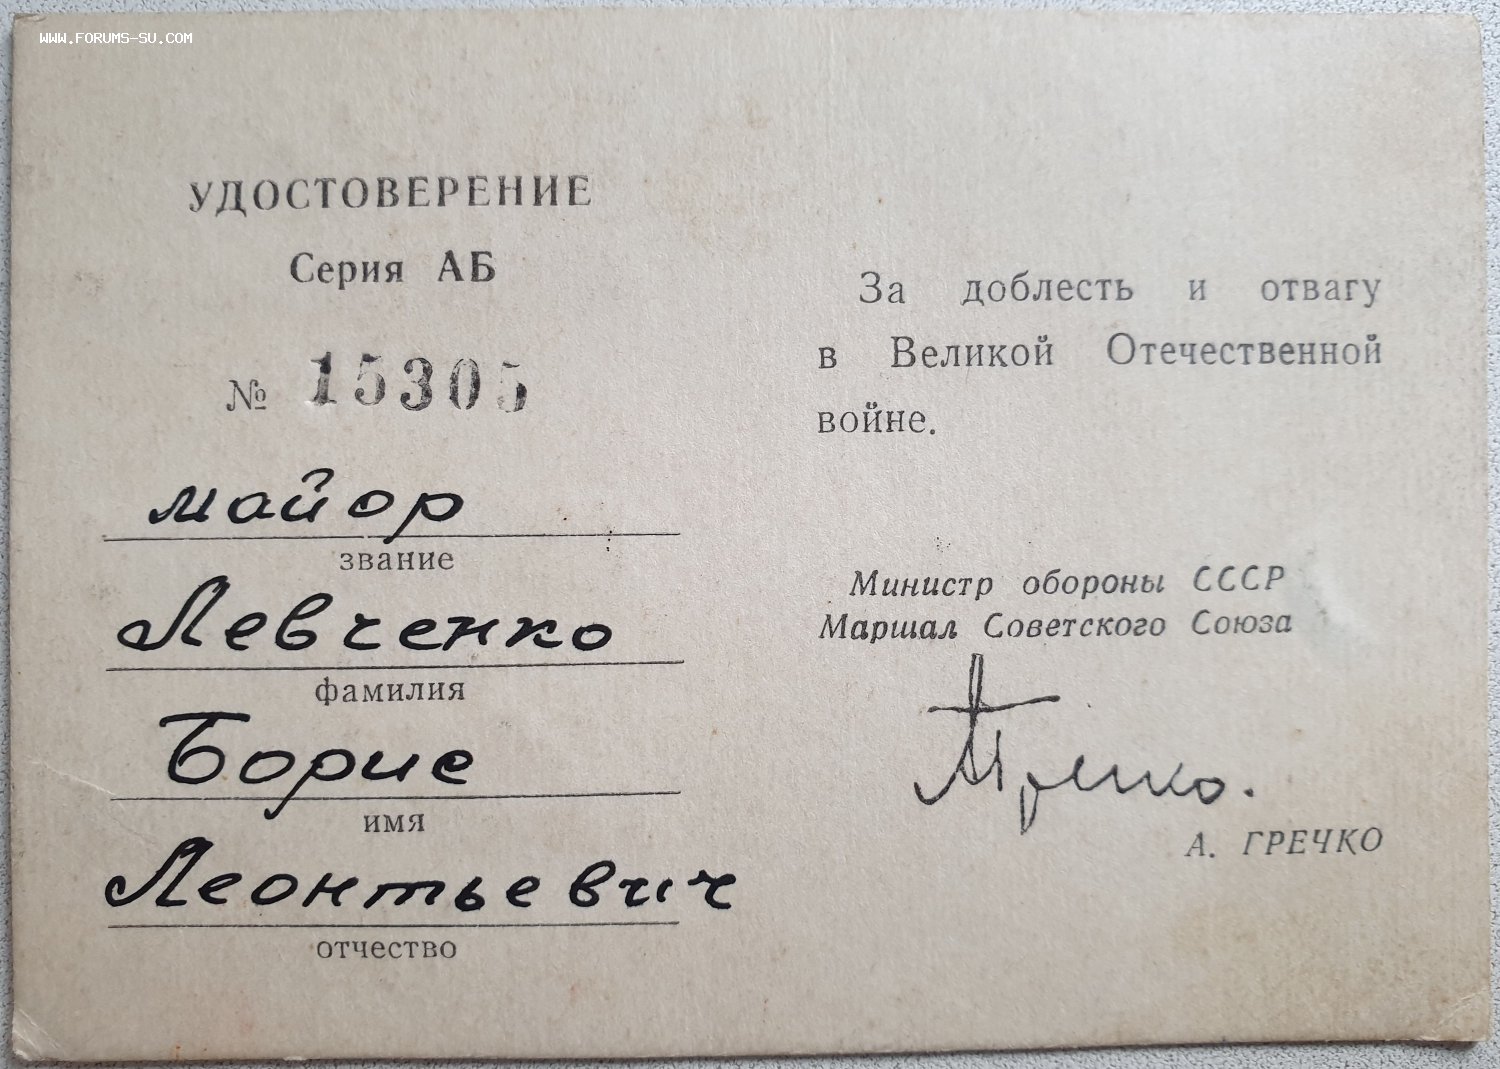 www.forums-su.com
УДОСТОВЕРЕНИЕ
Серия АБ
№ 15305
майор
звание
Левченко
фамилия
Борис
имя
Леонтьевич
отчество
За доблесть и отвагу
в Великой Отечественной
войне.
Министр обороны СССР
Маршал Советского Союза
АГречко.
А. ГРЕЧКО